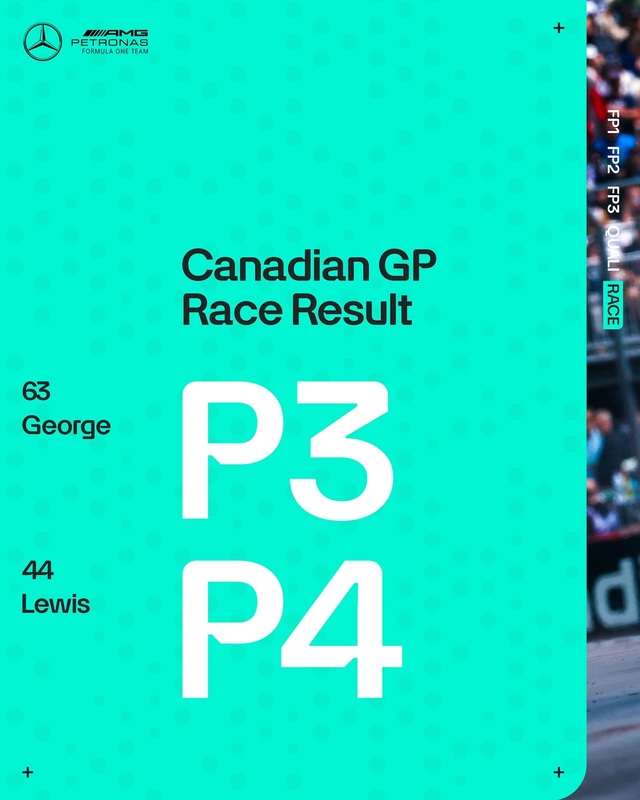 AMG
PETRONAS
FORMULA ONE TEAM
FP1 FP2 FP3 QUALI RACE
Canadian GP
Race Result
63
George
P3
44
Lewis
P4